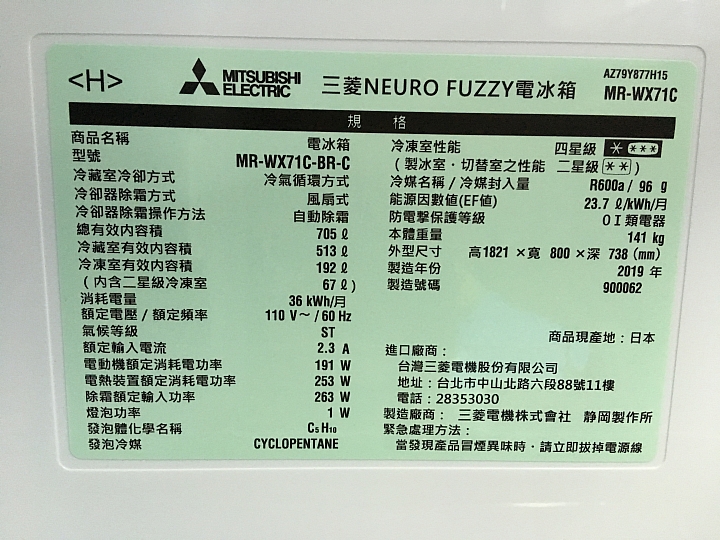 <H> MITSUBISHI ELECTRIC 三菱NEURO FUZZY電冰箱 AZ79Y877H15 MR-WX71C
規 格
商品名稱 電冰箱
型號 MR-WX71C-BR-C
冷藏室冷卻方式 冷氣循環方式
冷卻器除霜方式 風扇式
冷卻器除霜操作方法 自動除霜
總有效內容積 705 ℓ
冷藏室有效內容積 513 ℓ
冷凍室有效內容積 192 ℓ
(內含二星級冷凍室 67 ℓ)
消耗電量 36 kWh/月
額定電壓/額定頻率 110 V～/60 Hz
氣候等級 ST
額定輸入電流 2.3 A
電動機額定消耗電功率 191 W
電熱裝置額定消耗電功率 253 W
除霜額定輸入功率 263 W
燈泡功率 1 W
發泡體化學名稱 C₅H₁₀
發泡冷媒 CYCLOPENTANE
冷凍室性能 四星級 * ***
(製冰室．切替室之性能 二星級 ** )
冷媒名稱/冷媒封入量 R600a/ 96 g
能源因數值(EF值) 23.7 ℓ/kWh/月
防電擊保護等級 0I類電器
本體重量 141 kg
外型尺寸 高1821 ×寬 800 ×深 738 (mm)
製造年份 2019 年
製造號碼 900062
商品現產地：日本
進口廠商：
台灣三菱電機股份有限公司
地址：台北市中山北路六段88號11樓
電話：28353030
製造廠商： 三菱電機株式會社 静岡製作所
緊急處理方法：
當發現產品冒煙異味時，請立即拔掉電源線